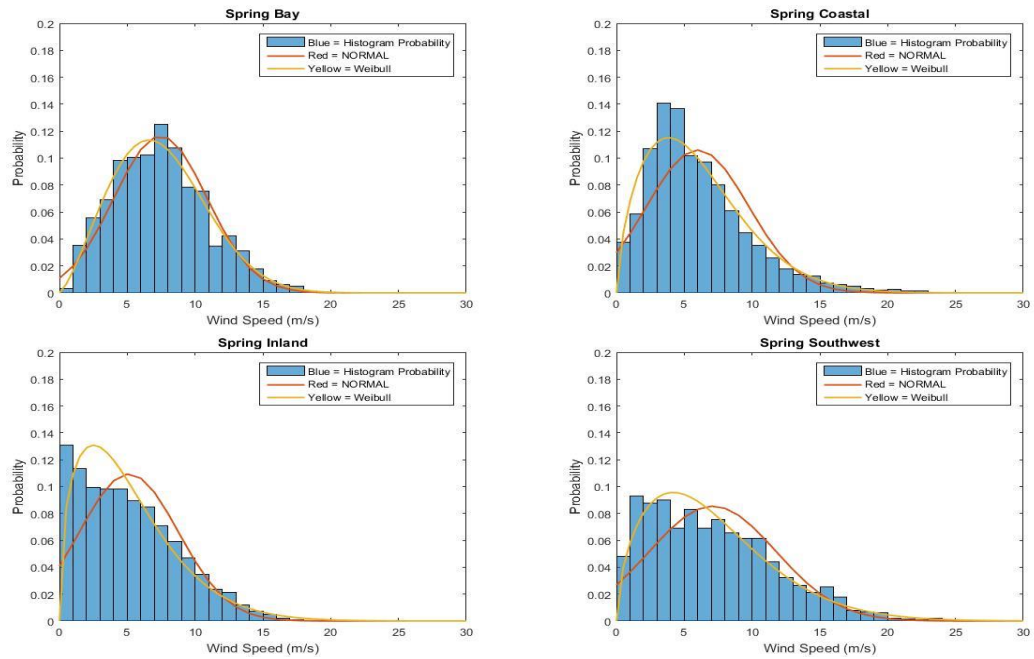 Spring Bay
0.2
0.18
0.16
0.14
0.12
0.1
0.08
0.06
0.04
0.02
0
Probability
Blue = Histogram Probability
Red = NORMAL
Yellow = Weibull
0 5 10 15 20 25 30
Wind Speed (m/s)
Spring Coastal
0.2
0.18
0.16
0.14
0.12
0.1
0.08
0.06
0.04
0.02
0
Probability
Blue = Histogram Probability
Red = NORMAL
Yellow = Weibull
0 5 10 15 20 25 30
Wind Speed (m/s)
Spring Inland
0.2
0.18
0.16
0.14
0.12
0.1
0.08
0.06
0.04
0.02
0
Probability
Blue = Histogram Probability
Red = NORMAL
Yellow = Weibull
0 5 10 15 20 25 30
Wind Speed (m/s)
Spring Southwest
0.2
0.18
0.16
0.14
0.12
0.1
0.08
0.06
0.04
0.02
0
Probability
Blue = Histogram Probability
Red = NORMAL
Yellow = Weibull
0 5 10 15 20 25 30
Wind Speed (m/s)